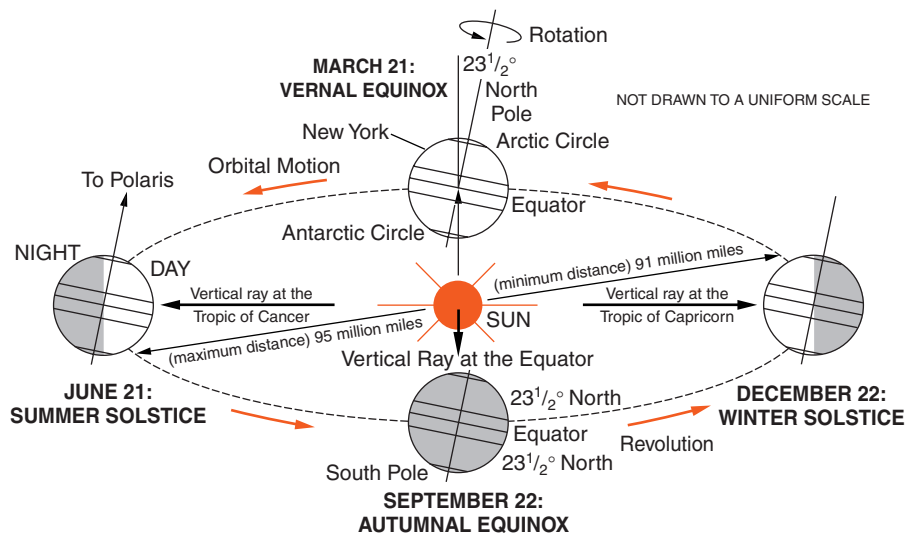 Rotation
MARCH 21:
VERNAL EQUINOX
23 1/2°
North
Pole
NOT DRAWN TO A UNIFORM SCALE
New York
Arctic Circle
Orbital Motion
To Polaris
Equator
Antarctic Circle
NIGHT
DAY
(minimum distance) 91 million miles
Vertical ray at the
Tropic of Cancer
Vertical ray at the
Tropic of Capricorn
SUN
(maximum distance) 95 million miles
Vertical Ray at the Equator
JUNE 21:
SUMMER SOLSTICE
23 1/2° North
DECEMBER 22:
WINTER SOLSTICE
Equator
Revolution
23 1/2° North
South Pole
SEPTEMBER 22:
AUTUMNAL EQUINOX